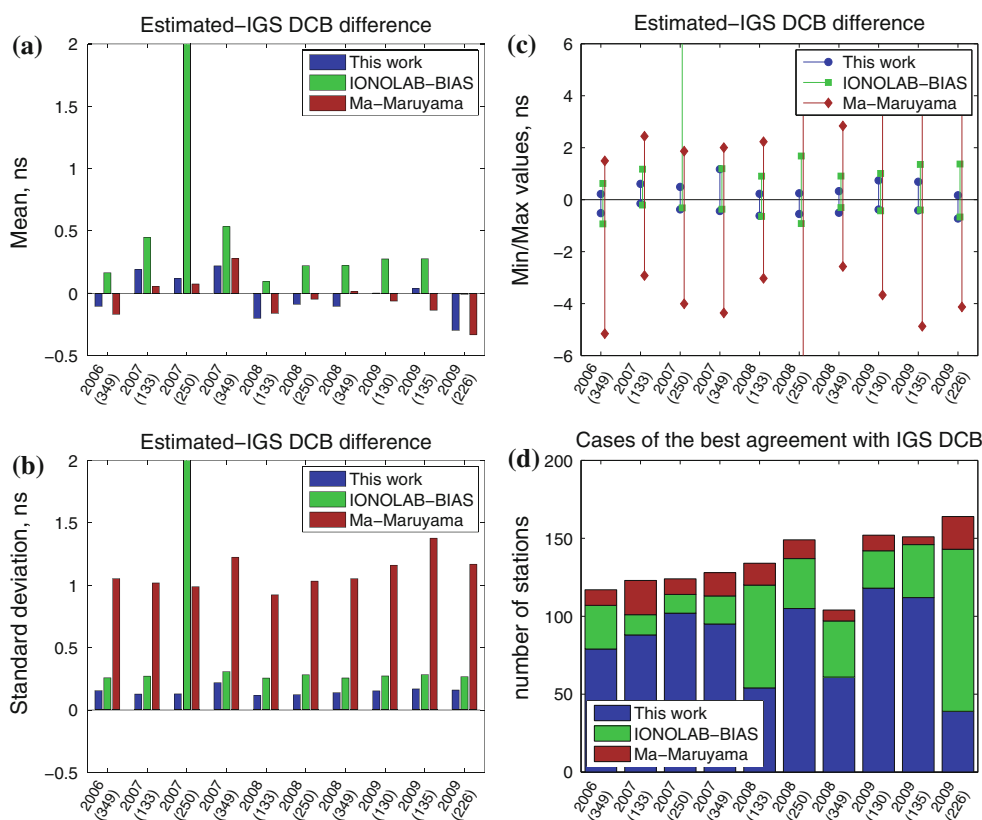 (a)
Estimated−IGS DCB difference
2
1.5
1
0.5
0
−0.5
Mean, ns
This work
IONOLAB−BIAS
Ma−Maruyama
2006 (349)
2007 (133)
2007 (250)
2007 (349)
2008 (133)
2008 (250)
2008 (349)
2009 (130)
2009 (135)
2009 (226)
(c)
Estimated−IGS DCB difference
6
4
2
0
−2
−4
−6
Min/Max values, ns
This work
IONOLAB−BIAS
Ma−Maruyama
2006 (349)
2007 (133)
2007 (250)
2007 (349)
2008 (133)
2008 (250)
2008 (349)
2009 (130)
2009 (135)
2009 (226)
(b)
Estimated−IGS DCB difference
2
1.5
1
0.5
0
−0.5
Standard deviation, ns
This work
IONOLAB−BIAS
Ma−Maruyama
2006 (349)
2007 (133)
2007 (250)
2007 (349)
2008 (133)
2008 (250)
2008 (349)
2009 (130)
2009 (135)
2009 (226)
(d)
Cases of the best agreement with IGS DCB
200
150
100
50
0
number of stations
This work
IONOLAB−BIAS
Ma−Maruyama
2006 (349)
2007 (133)
2007 (250)
2007 (349)
2008 (133)
2008 (250)
2008 (349)
2009 (130)
2009 (135)
2009 (226)